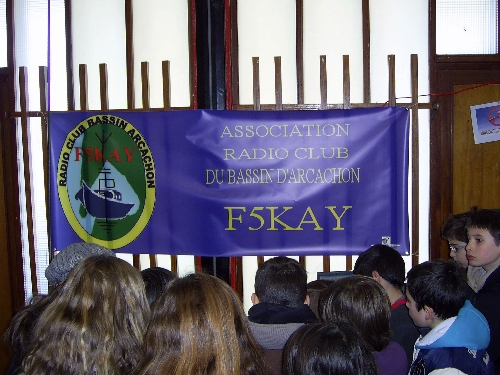 RADIO CLUB BASSIN ARCACHON
F5KAY
ASSOCIATION
RADIO CLUB
DU BASSIN D'ARCACHON
F5KAY